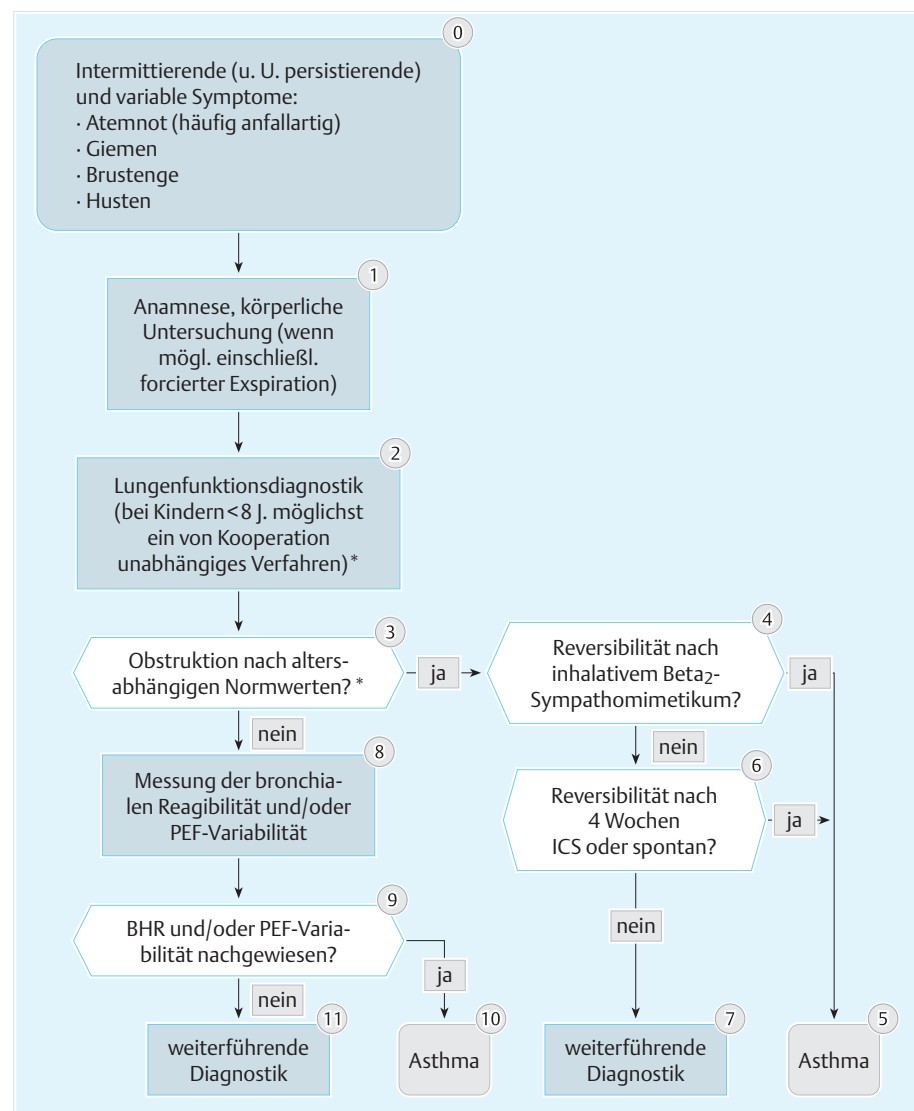 0
Intermittierende (u. U. persistierende)
und variable Symptome:
· Atemnot (häufig anfallartig)
· Giemen
· Brustenge
· Husten
1
Anamnese, körperliche
Untersuchung (wenn
mögl. einschließl.
forcierter Exspiration)
2
Lungenfunktionsdiagnostik
(bei Kindern < 8 J. möglichst
ein von Kooperation
unabhängiges Verfahren) *
3
Obstruktion nach alters-
abhängigen Normwerten? *
ja
4
Reversibilität nach
inhalativem Beta₂-
Sympathomimetikum?
ja
nein
nein
8
Messung der bronchia-
len Reagibilität und/oder
PEF-Variabilität
6
Reversibilität nach
4 Wochen
ICS oder spontan?
ja
9
BHR und/oder PEF-Varia-
bilität nachgewiesen?
nein
ja
nein
11
weiterführende
Diagnostik
10
Asthma
7
weiterführende
Diagnostik
5
Asthma